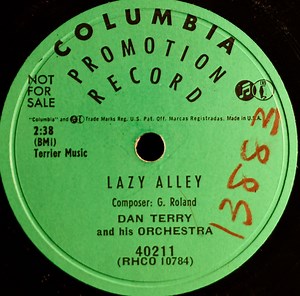 COLUMBIA
PROMOTION
RECORD
NOT
FOR
SALE
"Columbia" and Trade Marks Reg. U.S. Pat. Off. Marcas Registradas. Made in U.S.A.
2:38
(BMI)
Terrier Music
LAZY ALLEY
Composer: G. Roland
DAN TERRY
and his ORCHESTRA
40211
(RHCO 10784)
13883